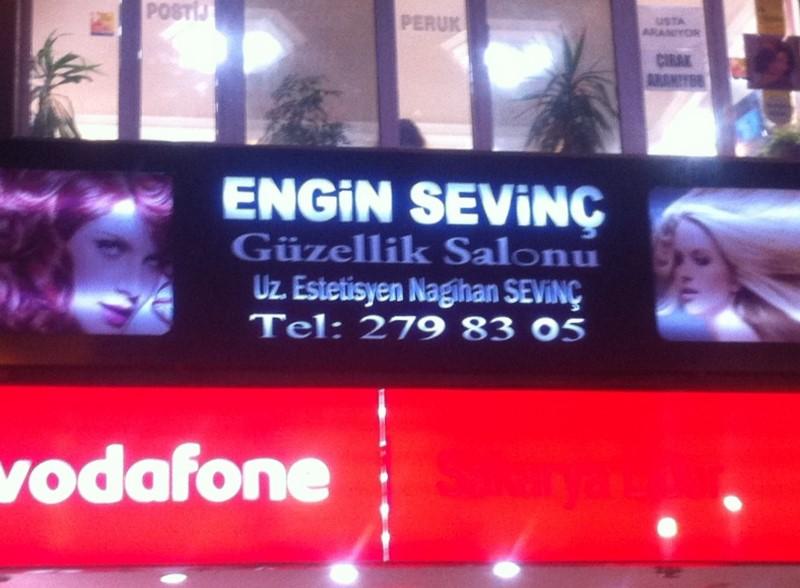 POSTİJ
PERUK
USTA
ARANIYOR
ÇIRAK
ARANIYOR
ENGiN SEViNÇ
Güzellik Salonu
Uz. Estetisyen Nagihan SEViNÇ
Tel: 279 83 05
vodafone
Sakarya